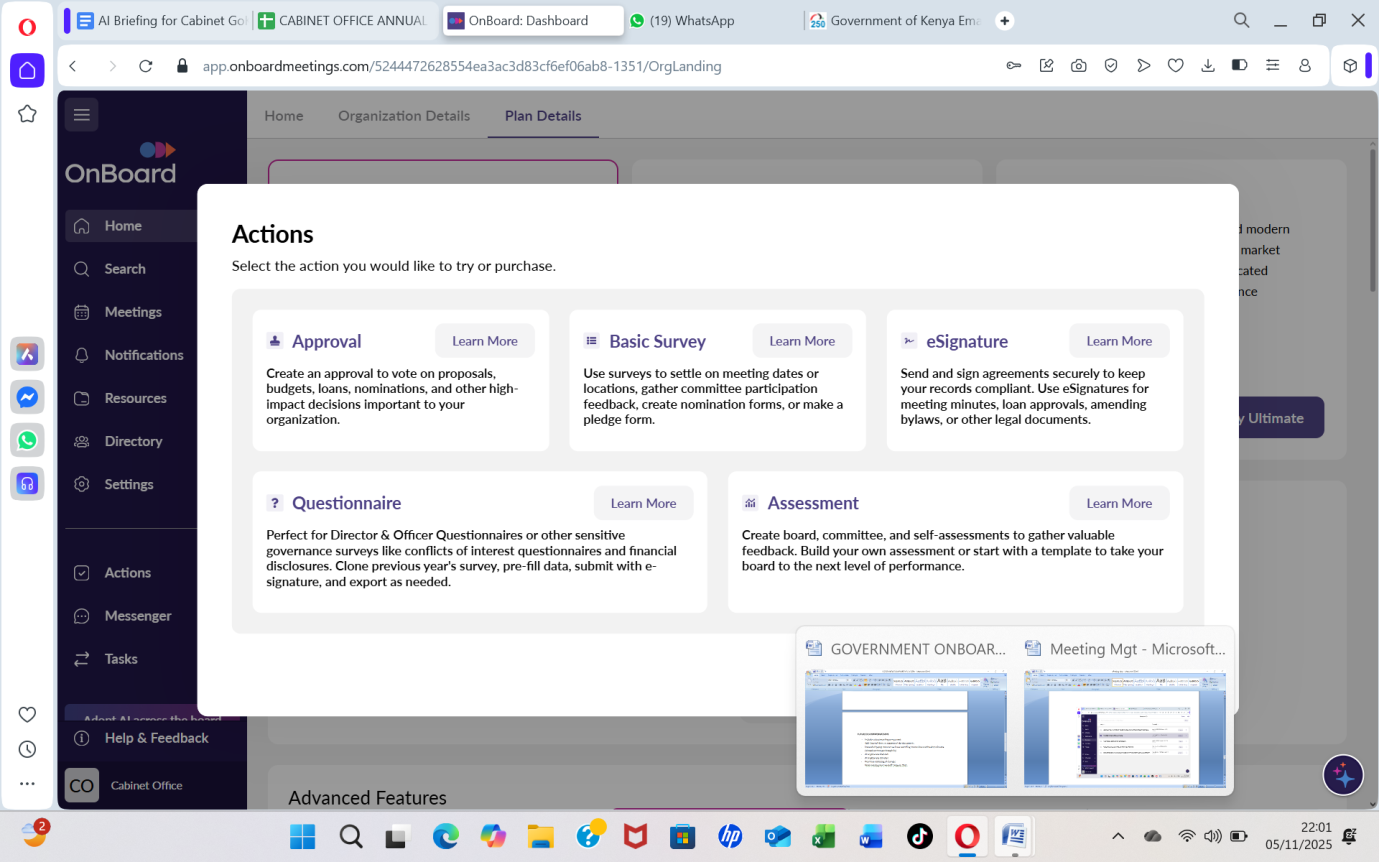 AI Briefing for Cabinet Go
CABINET OFFICE ANNUAL
OnBoard: Dashboard
(19) WhatsApp
250
Government of Kenya Ema
app.onboardmeetings.com/5244472628554ea3ac3d83cf6ef06ab8-1351/OrgLanding
Home
Organization Details
Plan Details
OnBoard
Home
Search
Meetings
Notifications
Resources
Directory
Settings
Actions
Messenger
Tasks
Adopt AI across the board
Help & Feedback
CO
Cabinet Office
Actions
Select the action you would like to try or purchase.
Approval
Learn More
Create an approval to vote on proposals,
budgets, loans, nominations, and other high-
impact decisions important to your
organization.
Basic Survey
Learn More
Use surveys to settle on meeting dates or
locations, gather committee participation
feedback, create nomination forms, or make a
pledge form.
eSignature
Learn More
Send and sign agreements securely to keep
your records compliant. Use eSignatures for
meeting minutes, loan approvals, amending
bylaws, or other legal documents.
Questionnaire
Learn More
Perfect for Director & Officer Questionnaires or other sensitive
governance surveys like conflicts of interest questionnaires and financial
disclosures. Clone previous year's survey, pre-fill data, submit with e-
signature, and export as needed.
Assessment
Learn More
Create board, committee, and self-assessments to gather valuable
feedback. Build your own assessment or start with a template to take your
board to the next level of performance.
d modern
market
cated
nce
y Ultimate
GOVERNMENT ONBOAR...
Meeting Mgt - Microsoft...
Advanced Features
2
22:01
05/11/2025